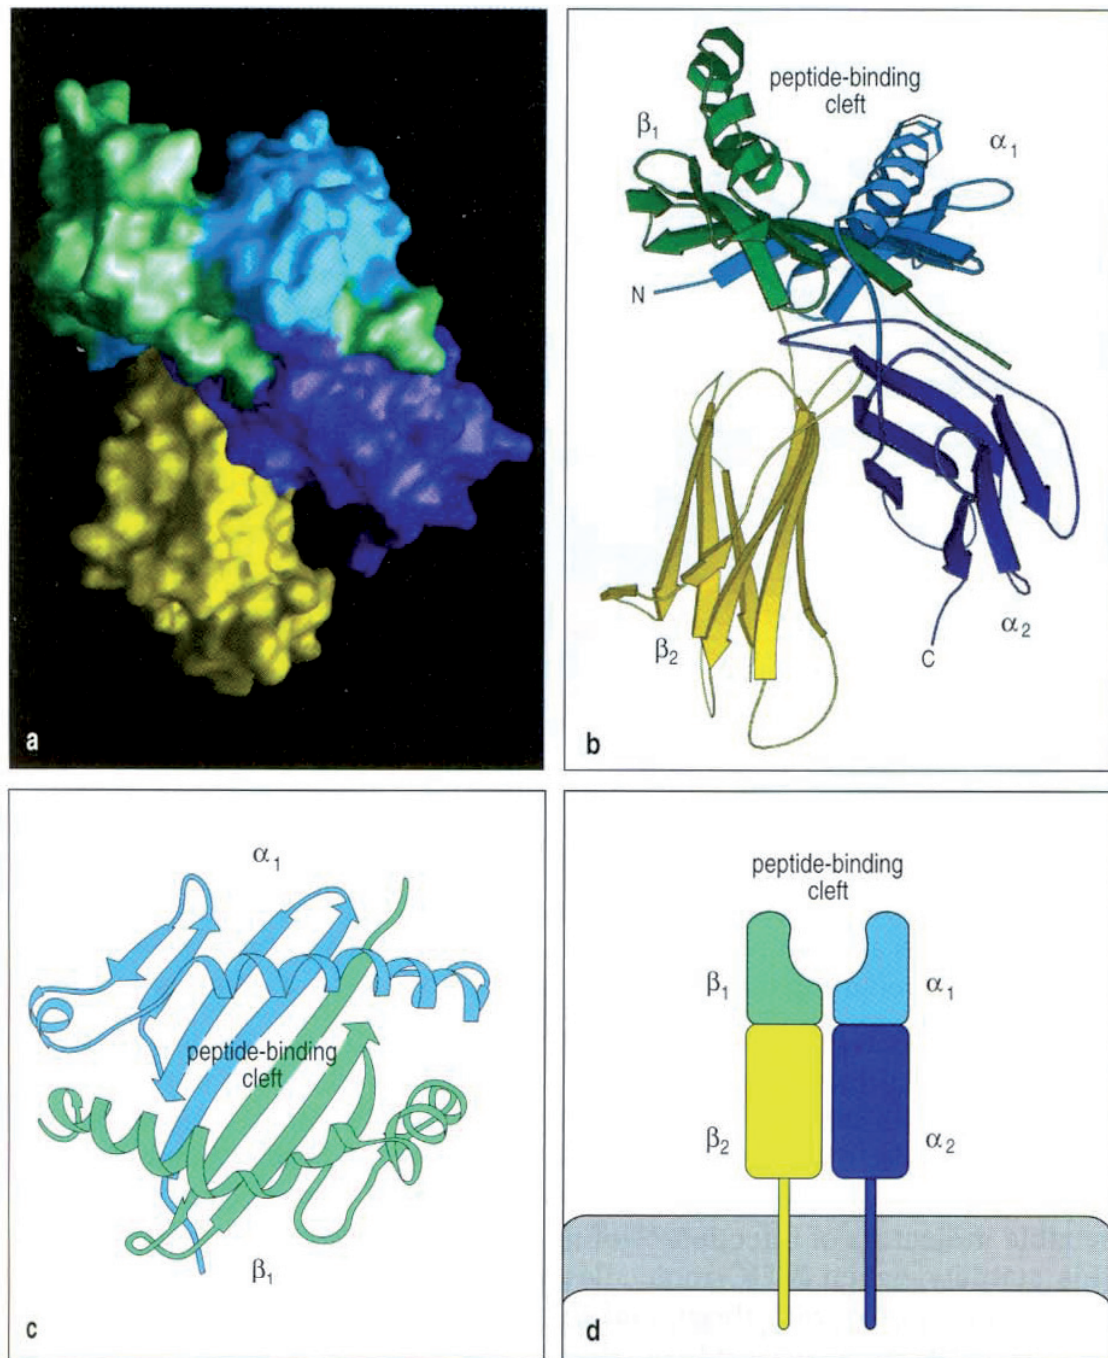 a
peptide-binding
cleft
β1
α1
N
β2
α2
C
b
α1
peptide-binding
cleft
β1
c
peptide-binding
cleft
β1
α1
β2
α2
d